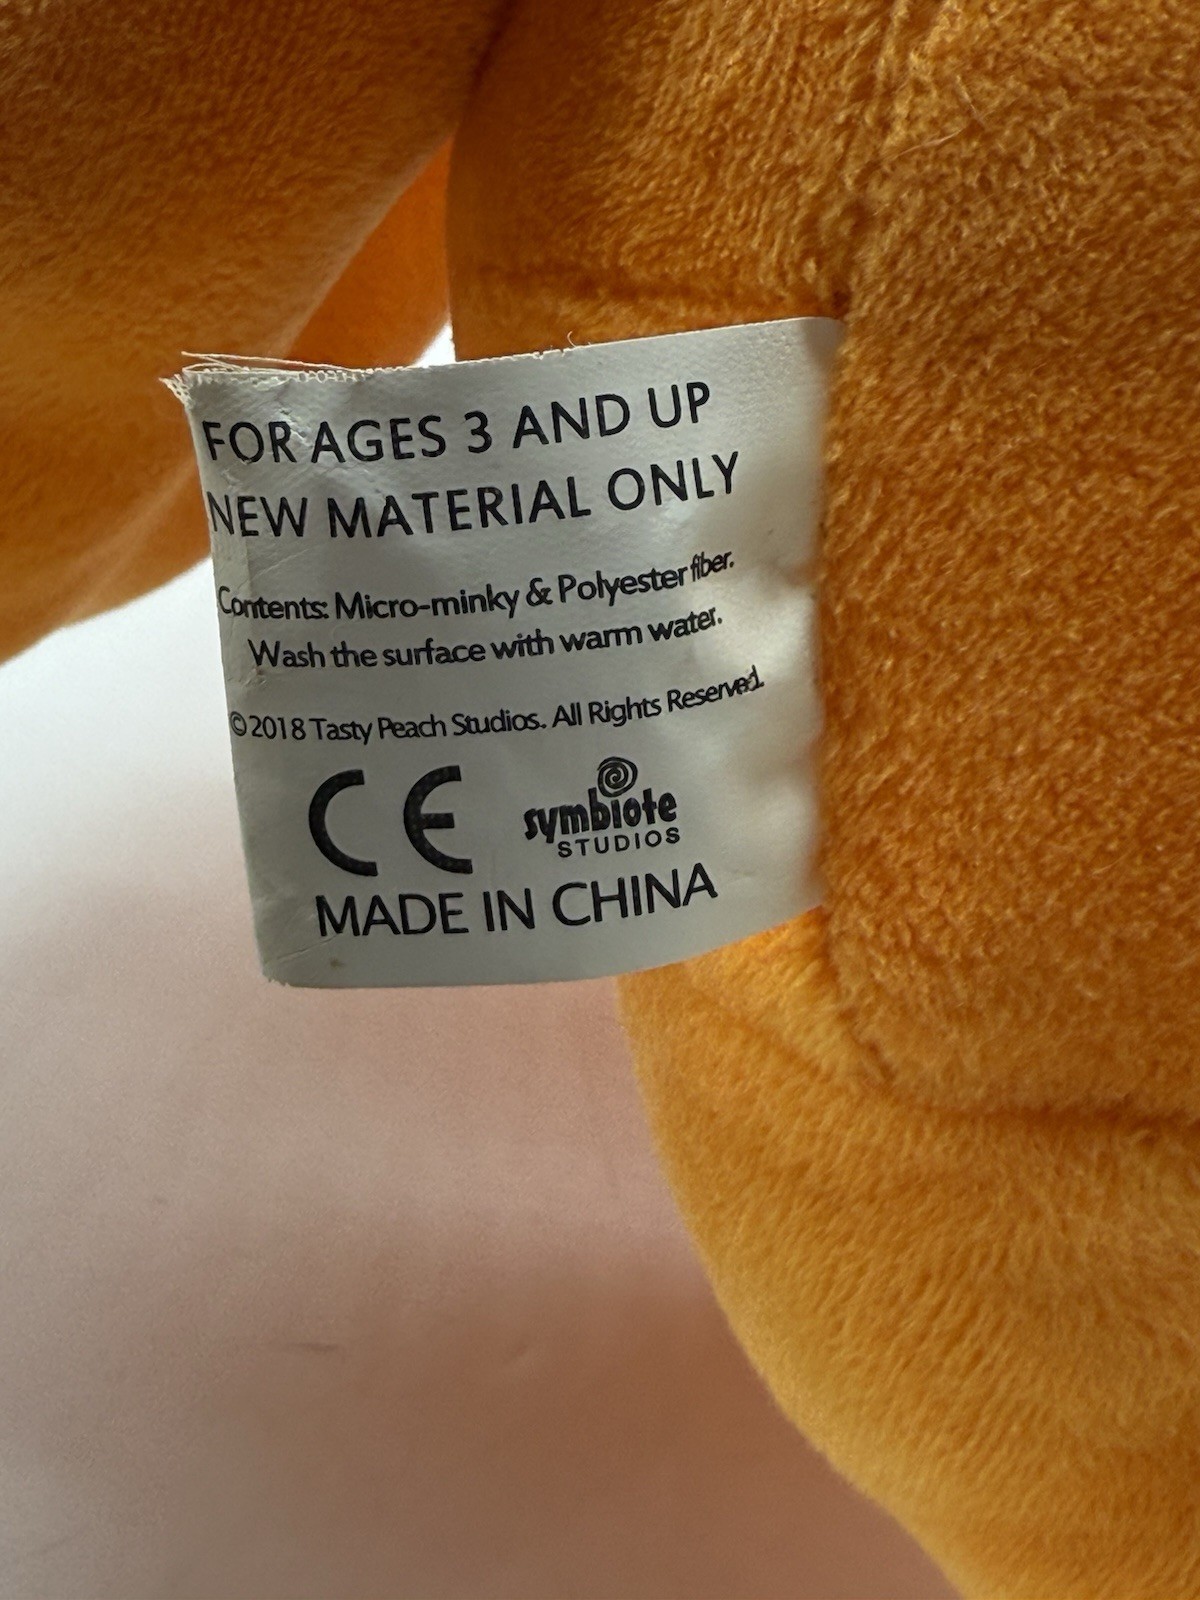 FOR AGES 3 AND UP
NEW MATERIAL ONLY
Contents: Micro-minky & Polyester fiber.
Wash the surface with warm water.
©2018 Tasty Peach Studios. All Rights Reserved.
CE
symbiote
STUDIOS
MADE IN CHINA